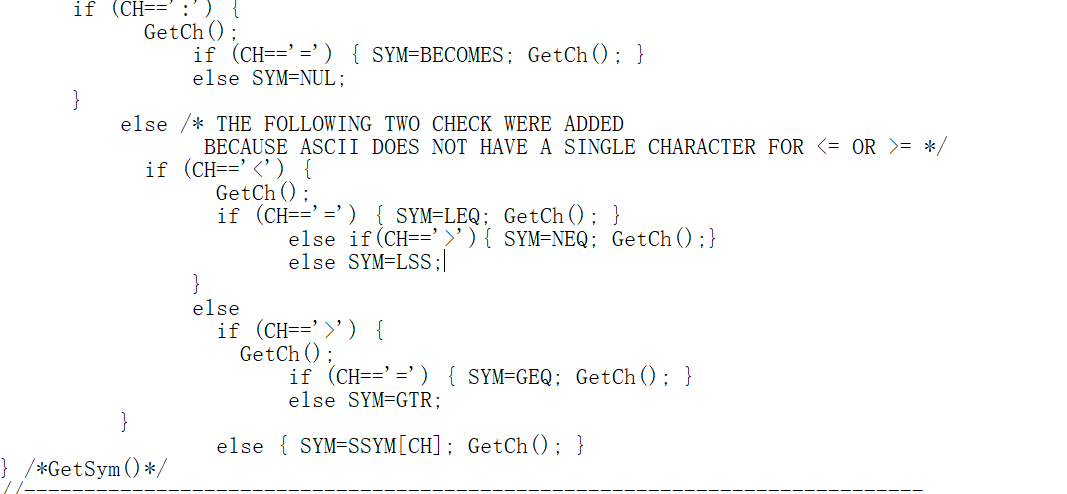 if (CH==':') {
GetCh();
if (CH=='=') { SYM=BECOMES; GetCh(); }
else SYM=NUL;
}
else /* THE FOLLOWING TWO CHECK WERE ADDED
BECAUSE ASCII DOES NOT HAVE A SINGLE CHARACTER FOR <= OR >= */
if (CH=='<') {
GetCh();
if (CH=='=') { SYM=LEQ; GetCh(); }
else if(CH=='>'){ SYM=NEQ; GetCh();}
else SYM=LSS;
}
else
if (CH=='>') {
GetCh();
if (CH=='=') { SYM=GEQ; GetCh(); }
else SYM=GTR;
}
else { SYM=SSYM[CH]; GetCh(); }
} /*GetSym()*/
//---------------------------------------------------------------------------